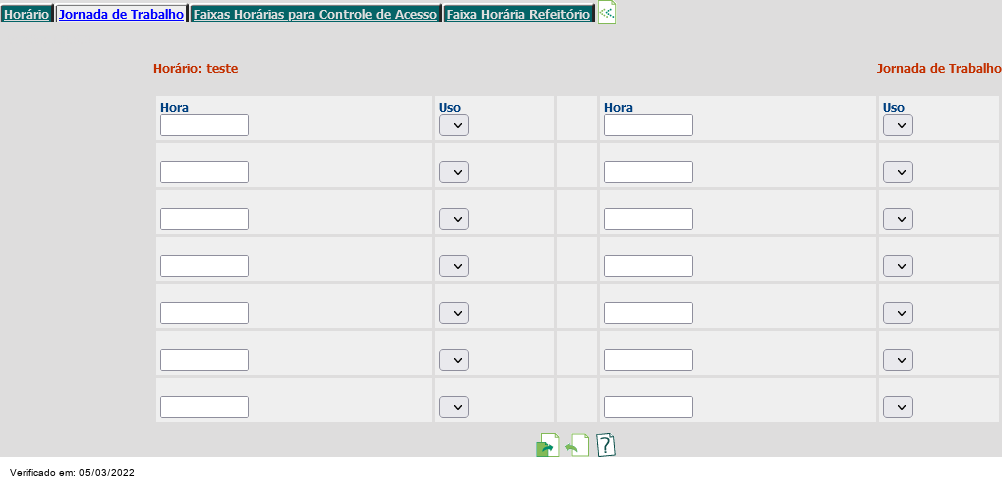 Horário Jornada de Trabalho Faixas Horárias para Controle de Acesso Faixa Horária Refeitório
Horário: teste Jornada de Trabalho
Hora Uso Hora Uso
?
Verificado em: 05/03/2022